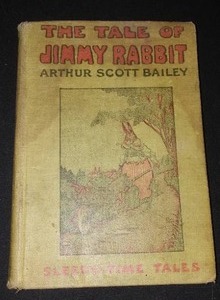 THE TALE OF
JIMMY RABBIT
ARTHUR SCOTT BAILEY
SLEEPY-TIME TALES